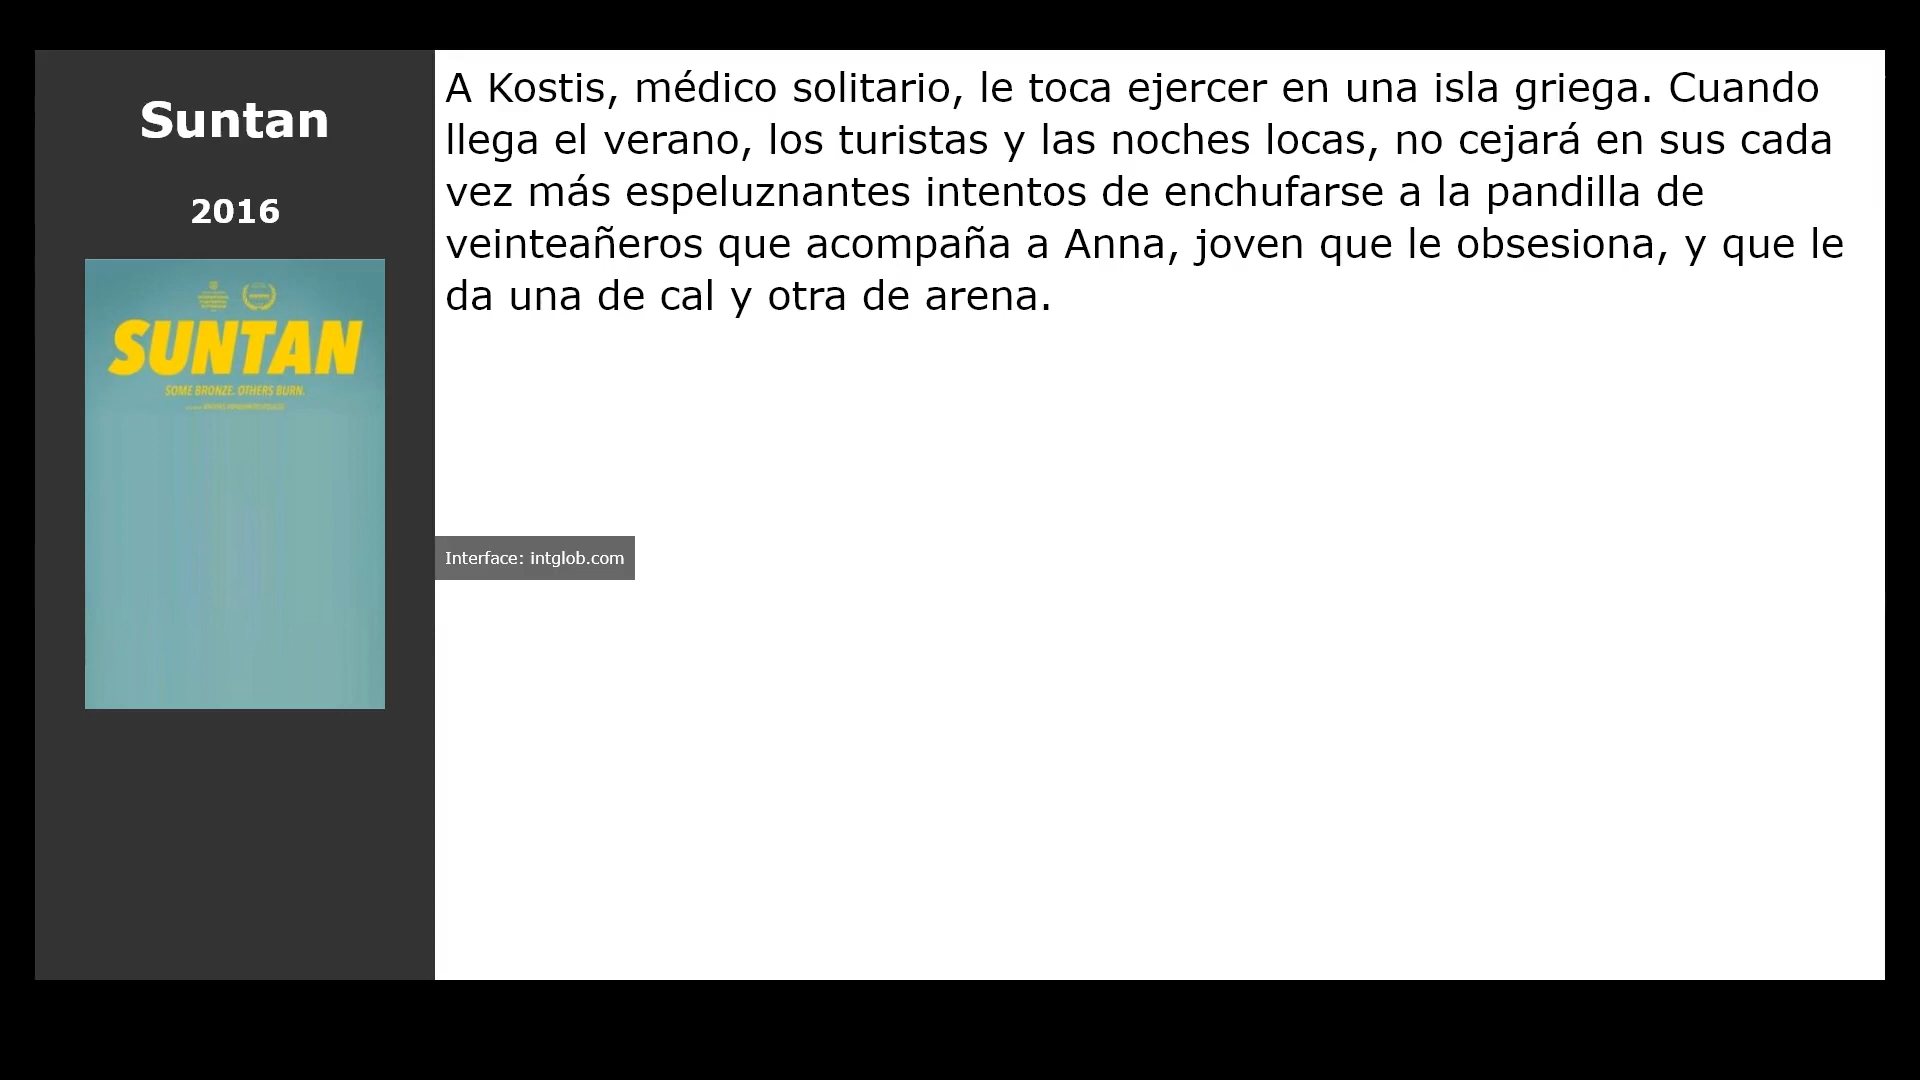 Suntan
2016
SUNTAN
SOME BRONZE. OTHERS BURN.
A Kostis, médico solitario, le toca ejercer en una isla griega. Cuando
llega el verano, los turistas y las noches locas, no cejará en sus cada
vez más espeluznantes intentos de enchufarse a la pandilla de
veinteañeros que acompaña a Anna, joven que le obsesiona, y que le
da una de cal y otra de arena.
Interface: intglob.com